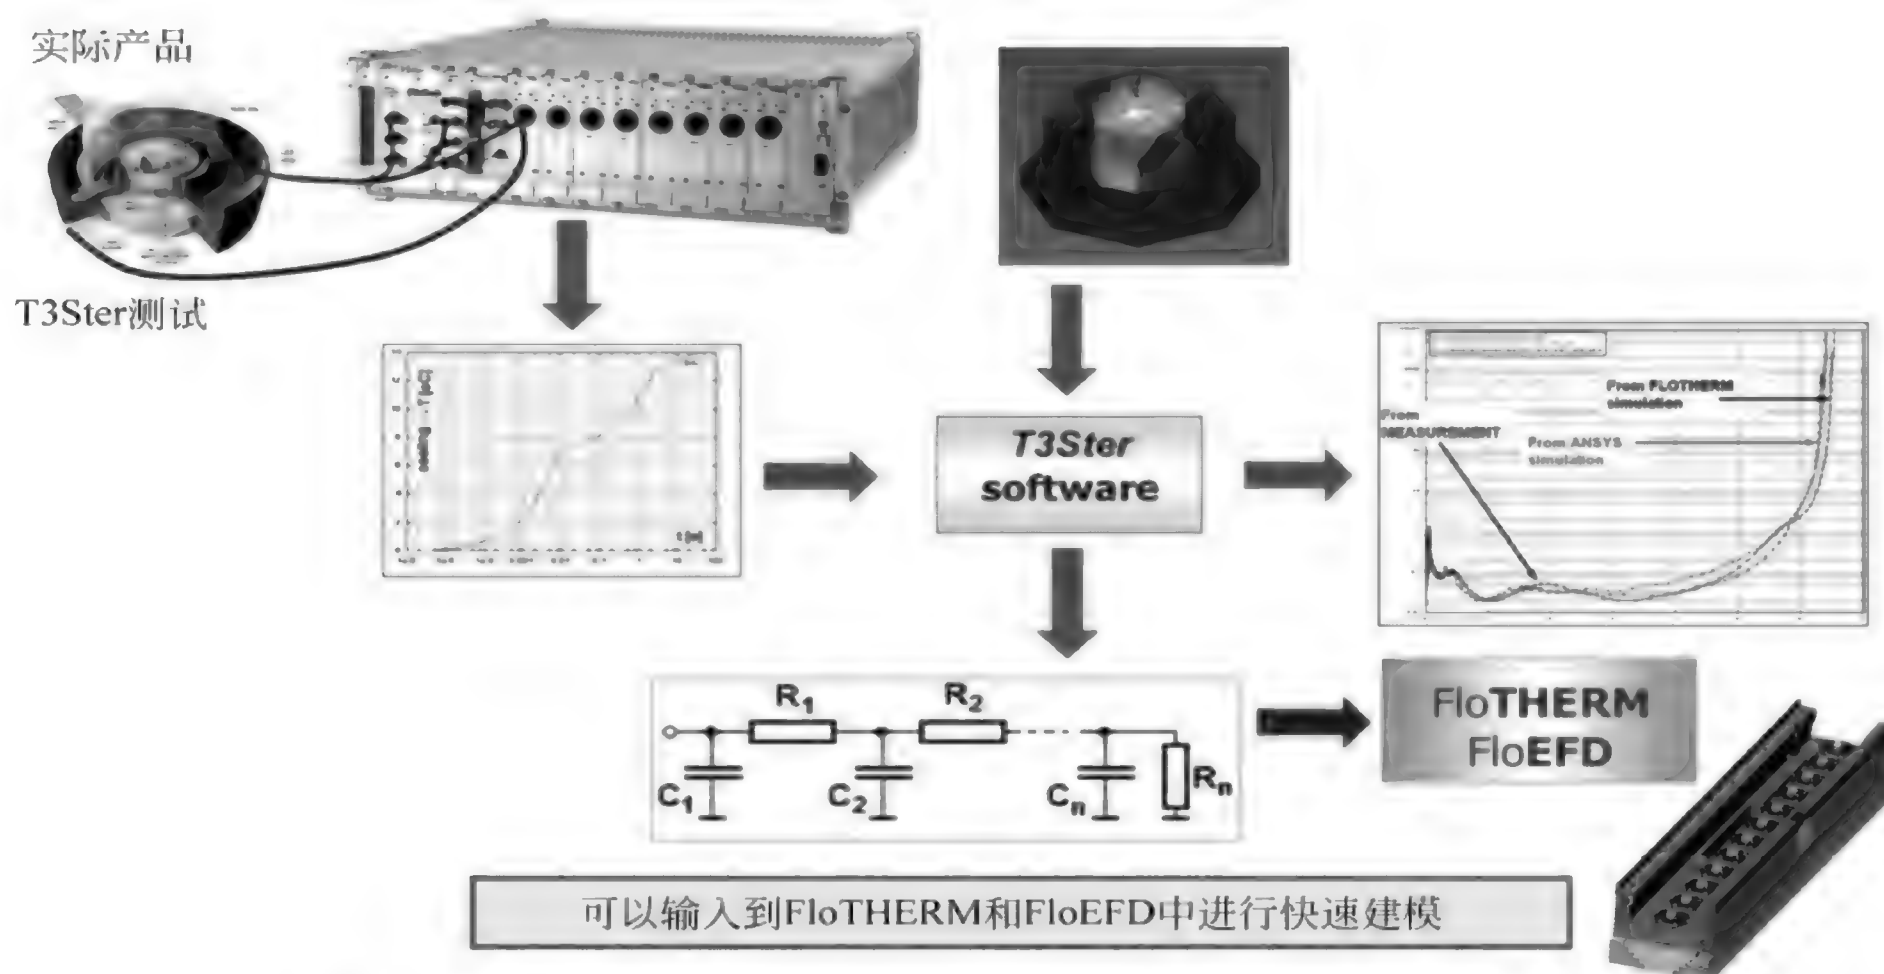 实际产品
T3Ster测试
T3Ster
software
From FLOTHERM
simulation
From
MEASUREMENT
From ANSYS
simulation
R1
R2
C1
C2
Cn
Rn
FloTHERM
FloEFD
可以输入到FloTHERM和FloEFD中进行快速建模